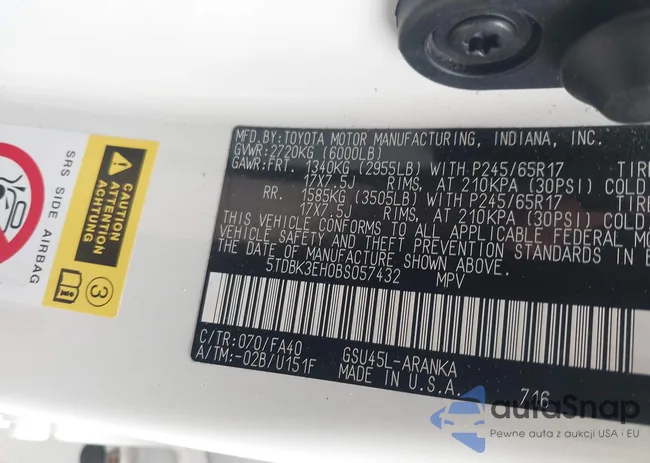 MFD.BY: TOYOTA MOTOR MANUFACTURING, INDIANA, INC.
GVWR: 2720KG (6000LB)
GAWR: FRT. 1340KG (2955LB) WITH P245/65R17 TIRE
17X7.5J RIMS, AT 210KPA (30PSI) COLD
RR. 1585KG (3505LB) WITH P245/65R17 TIRE
17X7.5J RIMS, AT 210KPA (30PSI) COLD
THIS VEHICLE CONFORMS TO ALL APPLICABLE FEDERAL MO
VEHICLE SAFETY AND THEFT PREVENTION STANDARDS IN E
THE DATE OF MANUFACTURE SHOWN ABOVE.
5TDBK3EH0BS057432 MPV
C/TR: 070/FA40 GSU45L-ARANKA
A/TM: -02B/U151F MADE IN U.S.A. 716
SRS SIDE AIRBAG
CAUTION
ATTENTION
ACHTUNG
3
autoSnap
Pewne auta z aukcji USA i EU